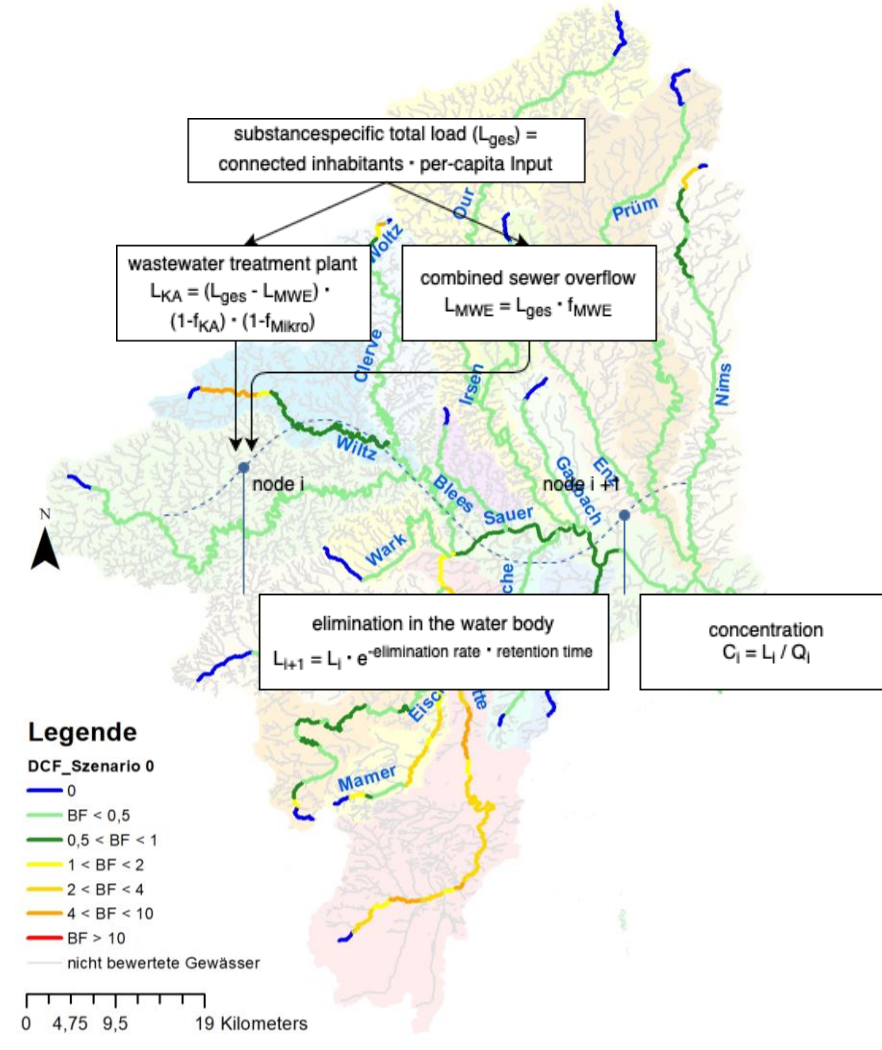 substancespecific total load (Lges) =
connected inhabitants · per-capita Input
Our
Prüm
Woltz
wastewater treatment plant
LKA = (Lges - LMWE) ·
(1-fKA) · (1-fMikro)
combined sewer overflow
LMWE = Lges · fMWE
Clerve
Irsen
Nims
Wiltz
node i
Blees
Gaybach
Enz
node i +1
Sauer
N
Wark
elimination in the water body
Li+1 = Li · e-elimination rate · retention time
concentration
Ci = Li / Qi
Mamer
Legende
DCF_Szenario 0
0
BF < 0,5
0,5 < BF < 1
1 < BF < 2
2 < BF < 4
4 < BF < 10
BF > 10
nicht bewertete Gewässer
0 4,75 9,5 19 Kilometers